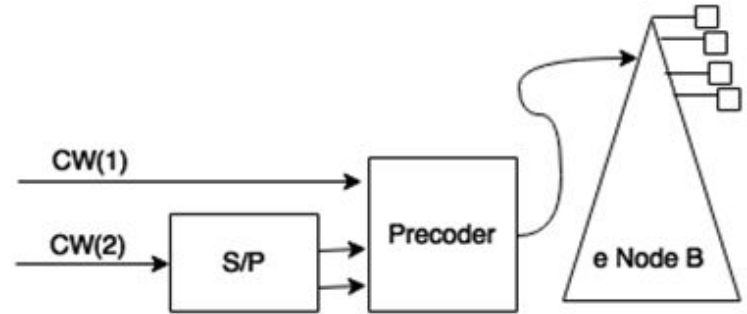 CW(1)
CW(2)
S/P
Precoder
e Node B